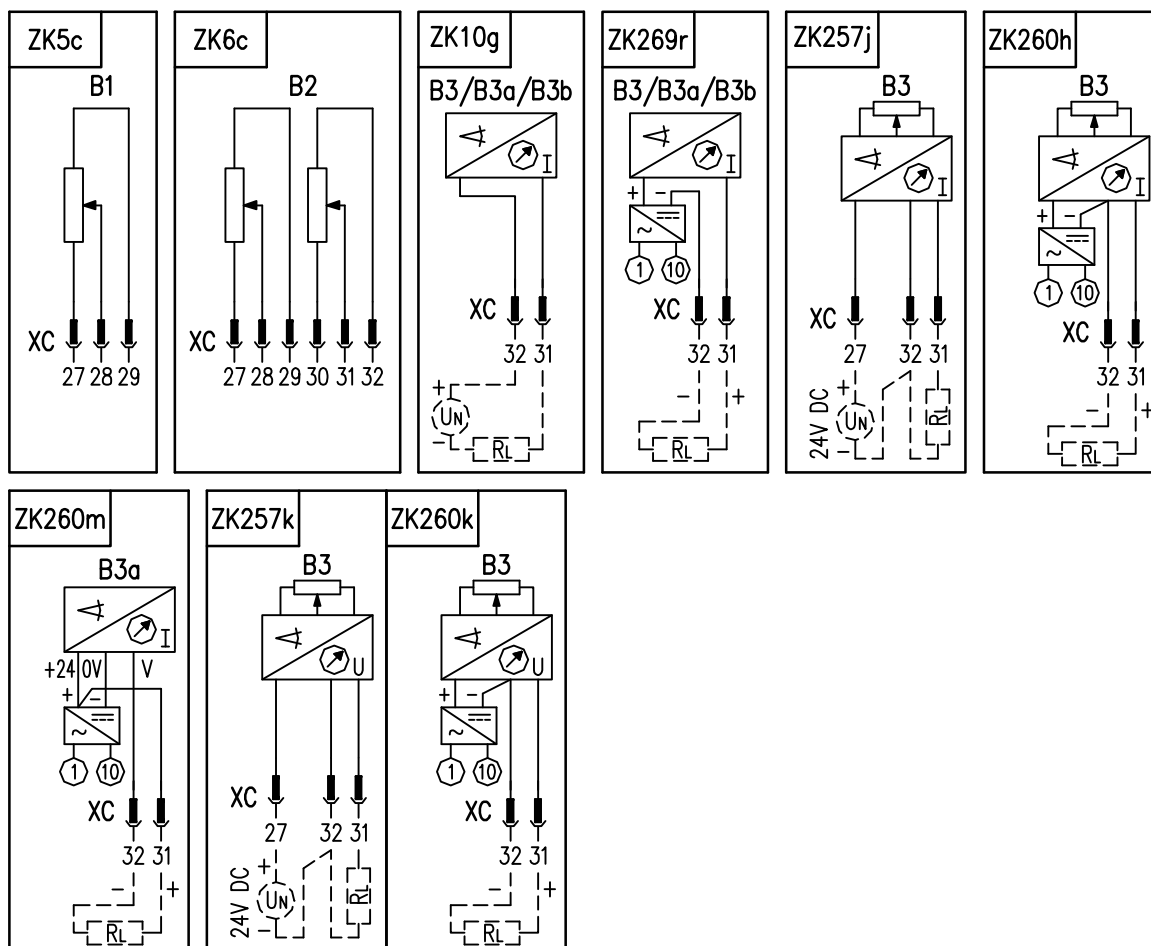 ZK5c
B1
XC
27 28 29
ZK6c
B2
XC
27 28 29 30 31 32
ZK10g
B3/B3a/B3b
I
XC
32 31
+
UN
-
RL
ZK269r
B3/B3a/B3b
I
+ -
~
1 10
XC
32 31
- +
RL
ZK257j
B3
I
XC
27 32 31
24V DC
+
UN
-
RL
ZK260h
B3
I
+ -
~
1 10
XC
32 31
- +
RL
ZK260m
B3a
I
+24 0V V
+ -
~
1 10
XC
32 31
- +
RL
ZK257k
B3
U
XC
27 32 31
24V DC
+
UN
-
RL
ZK260k
B3
U
+ -
~
1 10
XC
32 31
- +
RL